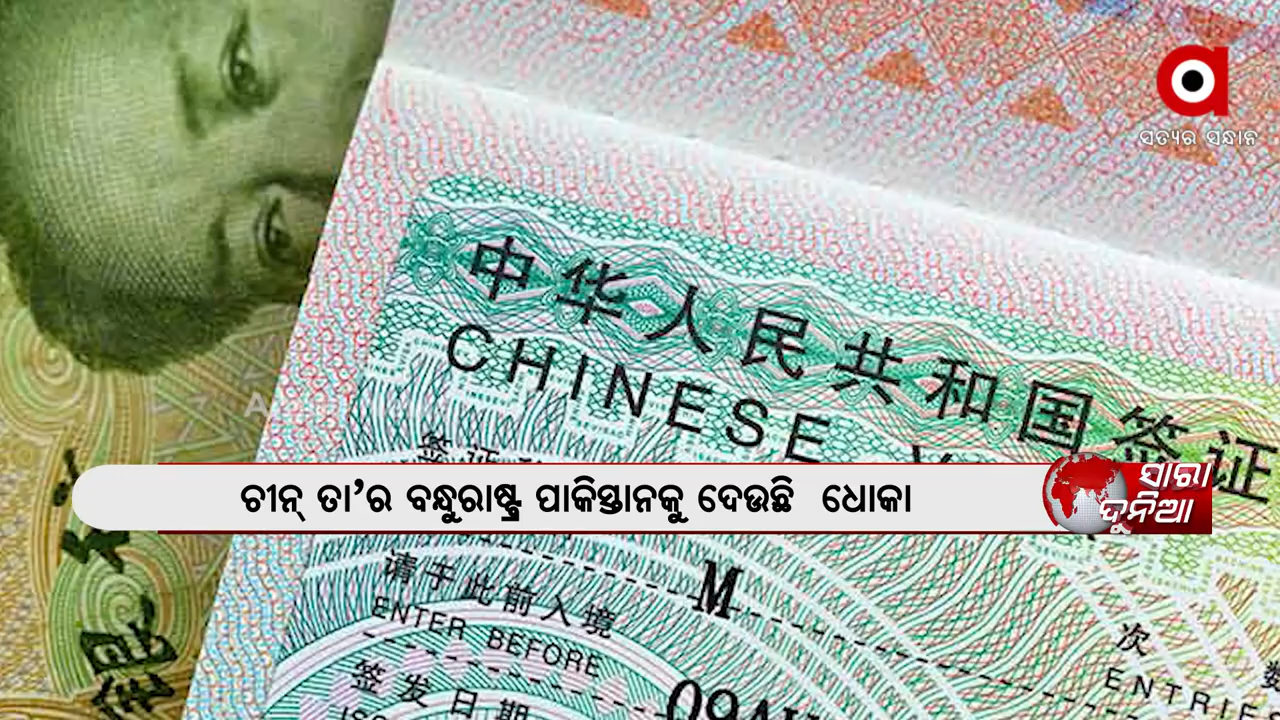 ସତ୍ୟର ସନ୍ଧାନ
中华人民共和国签证
CHINESE
ଚୀନ୍ ତା'ର ବନ୍ଧୁରାଷ୍ଟ୍ର ପାକିସ୍ତାନକୁ ଦେଉଛି ଧୋକା
ସାରା
ଦୁନିଆ
请于此前入境
M
次
ENTER BEFORE
签发日期